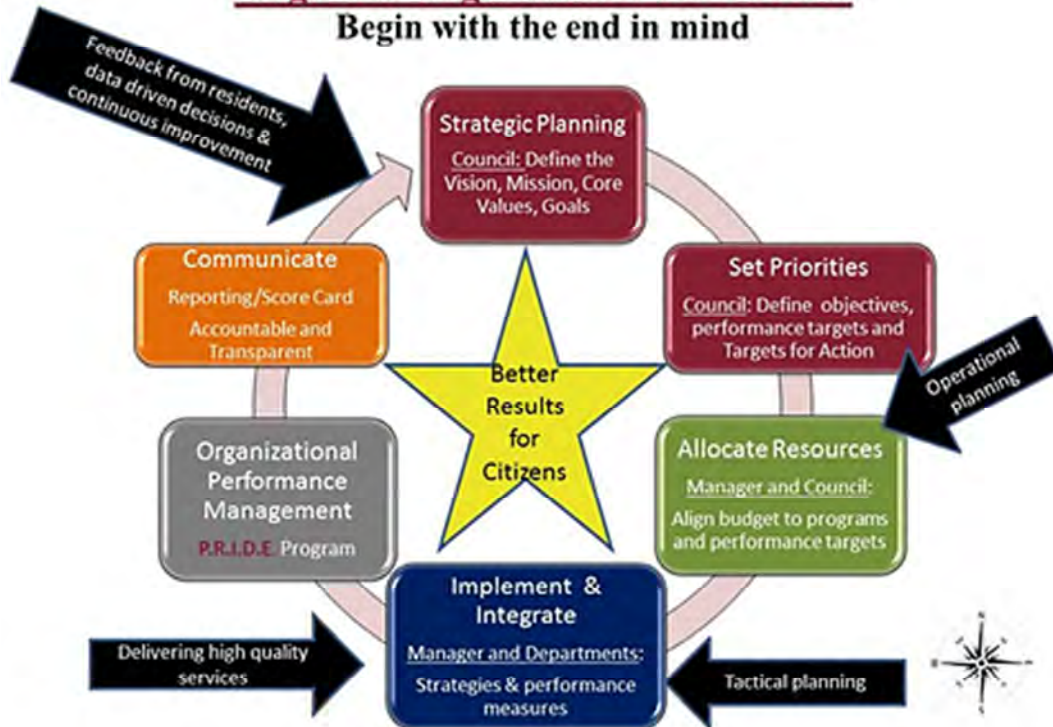 Begin with the end in mind
Feedback from residents,
data driven decisions &
continuous improvement
Strategic Planning
Council: Define the
Vision, Mission, Core
Values, Goals
Set Priorities
Council: Define objectives,
performance targets and
Targets for Action
Operational
planning
Allocate Resources
Manager and Council:
Align budget to programs
and performance targets
Implement &
Integrate
Manager and Departments:
Strategies & performance
measures
Tactical planning
Delivering high quality
services
Organizational
Performance
Management
P.R.I.D.E. Program
Communicate
Reporting/Score Card
Accountable and
Transparent
Better
Results
for
Citizens